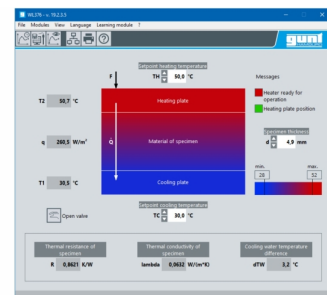 WL376 - v. 19.2.3.5
File Modules View Language Learning module ?
gunt
Setpoint heating temperature
F TH 50,0 °C
Messages
Heater ready for
operation
Heating plate position
T2 50,7 °C
Heating plate
Specimen thickness
d 4,9 mm
q 260,5 W/m²
Q̇
Material of specimen
min. max.
28 52
T1 30,5 °C
Cooling plate
Open valve
Setpoint cooling temperature
TC 30,0 °C
Thermal resistance of
specimen
R 0,0621 K/W
Thermal conductivity of
specimen
lambda 0,0632 W/(m*K)
Cooling water temperature
difference
dTW 3,2 °C